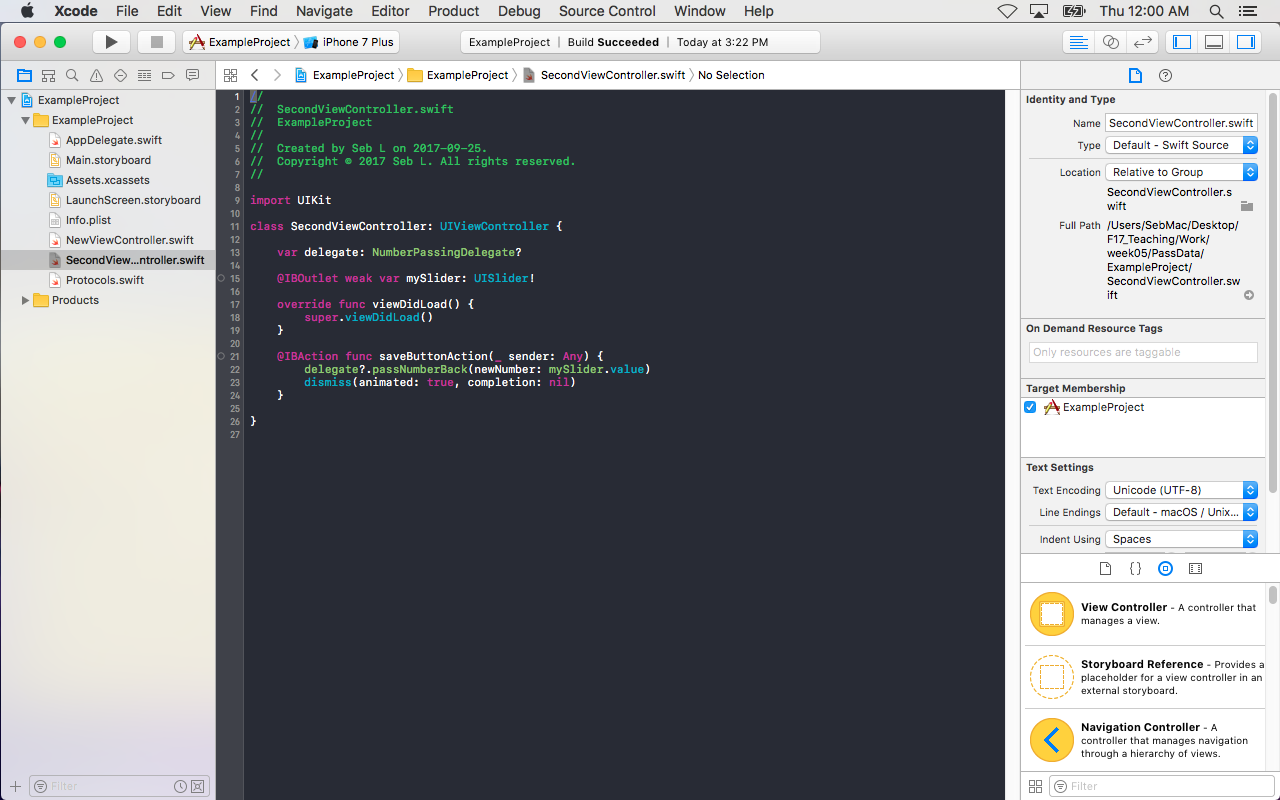 Xcode File Edit View Find Navigate Editor Product Debug Source Control Window Help Thu 12:00 AM
ExampleProject iPhone 7 Plus ExampleProject | Build Succeeded | Today at 3:22 PM
ExampleProject ExampleProject SecondViewController.swift No Selection
ExampleProject
ExampleProject
AppDelegate.swift
Main.storyboard
Assets.xcassets
LaunchScreen.storyboard
Info.plist
NewViewController.swift
SecondView...ntroller.swift
Protocols.swift
Products
Filter
1 //
2 //  SecondViewController.swift
3 //  ExampleProject
4 //
5 //  Created by Seb L on 2017-09-25.
6 //  Copyright © 2017 Seb L. All rights reserved.
7 //
8
9 import UIKit
10
11 class SecondViewController: UIViewController {
12
13     var delegate: NumberPassingDelegate?
14
15     @IBOutlet weak var mySlider: UISlider!
16
17     override func viewDidLoad() {
18         super.viewDidLoad()
19     }
20
21     @IBAction func saveButtonAction(_ sender: Any) {
22         delegate?.passNumberBack(newNumber: mySlider.value)
23         dismiss(animated: true, completion: nil)
24     }
25
26 }
27
Identity and Type
Name SecondViewController.swift
Type Default - Swift Source
Location Relative to Group
SecondViewController.s
wift
Full Path /Users/SebMac/Desktop/
F17_Teaching/Work/
week05/PassData/
ExampleProject/
SecondViewController.sw
ift
On Demand Resource Tags
Only resources are taggable
Target Membership
ExampleProject
Text Settings
Text Encoding Unicode (UTF-8)
Line Endings Default - macOS / Unix...
Indent Using Spaces
{ }
View Controller - A controller that
manages a view.
Storyboard Reference - Provides a
placeholder for a view controller in an
external storyboard.
Navigation Controller - A
controller that manages navigation
through a hierarchy of views.
Filter